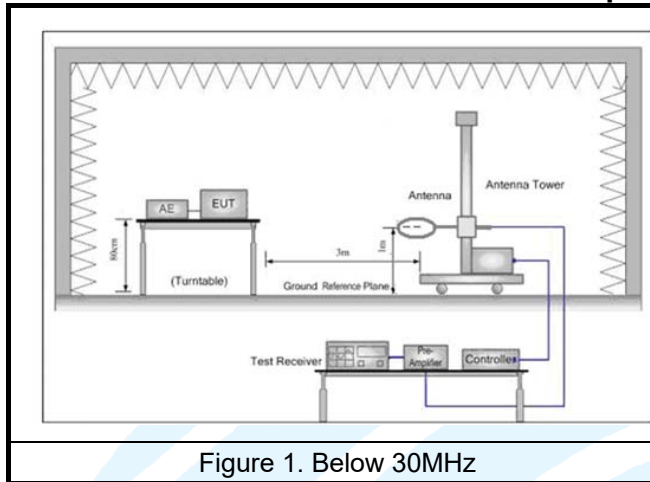 AE
EUT
80cm
(Turntable)
3m
Ground Reference Plane
1m
Antenna
Antenna Tower
Test Receiver
Pre-
Amplifier
Controller
Figure 1. Below 30MHz